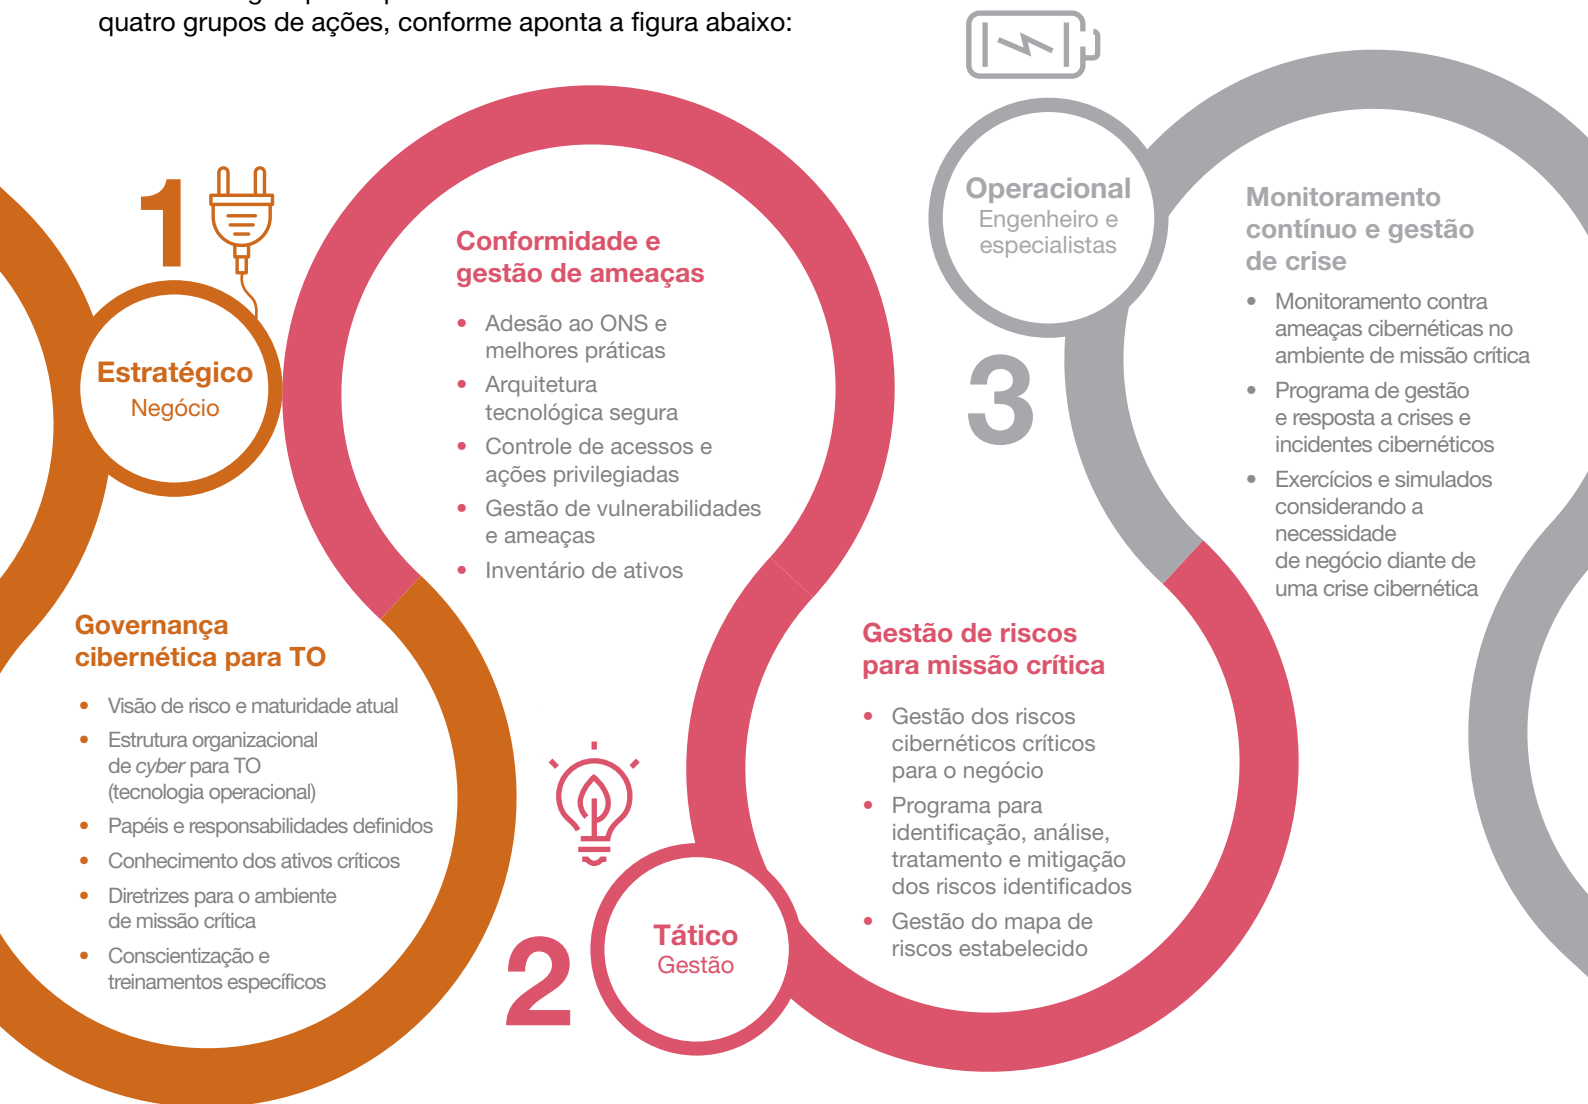 quatro grupos de ações, conforme aponta a figura abaixo:
1
Estratégico
Negócio
Governança
cibernética para TO
• Visão de risco e maturidade atual
• Estrutura organizacional
de cyber para TO
(tecnologia operacional)
• Papéis e responsabilidades definidos
• Conhecimento dos ativos críticos
• Diretrizes para o ambiente
de missão crítica
• Conscientização e
treinamentos específicos
Conformidade e
gestão de ameaças
• Adesão ao ONS e
melhores práticas
• Arquitetura
tecnológica segura
• Controle de acessos e
ações privilegiadas
• Gestão de vulnerabilidades
e ameaças
• Inventário de ativos
2
Tático
Gestão
Gestão de riscos
para missão crítica
• Gestão dos riscos
cibernéticos críticos
para o negócio
• Programa para
identificação, análise,
tratamento e mitigação
dos riscos identificados
• Gestão do mapa de
riscos estabelecido
Operacional
Engenheiro e
especialistas
3
Monitoramento
contínuo e gestão
de crise
• Monitoramento contra
ameaças cibernéticas no
ambiente de missão crítica
• Programa de gestão
e resposta a crises e
incidentes cibernéticos
• Exercícios e simulados
considerando a
necessidade
de negócio diante de
uma crise cibernética